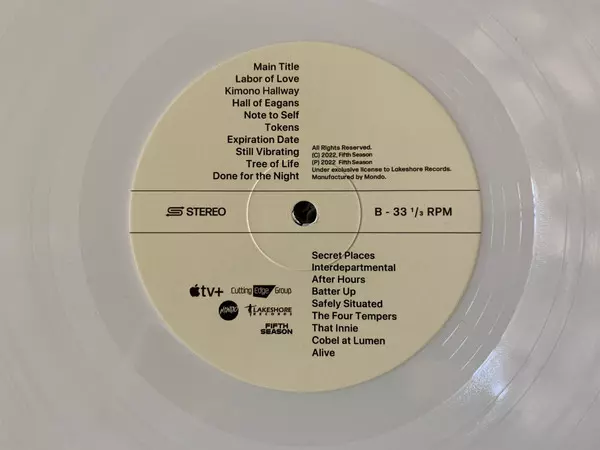 Main Title
Labor of Love
Kimono Hallway
Hall of Eagans
Note to Self
Tokens
Expiration Date
Still Vibrating
Tree of Life
Done for the Night
All Rights Reserved.
(C) 2022, Fifth Season
(P) 2022 Fifth Season
Under exclusive license to Lakeshore Records.
Manufactured by Mondo.
STEREO
B - 33 ¹/₃ RPM
Secret Places
Interdepartmental
After Hours
Batter Up
Safely Situated
The Four Tempers
That Innie
Cobel at Lumen
Alive
tv+
Cutting Edge Group
MONDO
LAKESHORE
RECORDS
FIFTH
SEASON